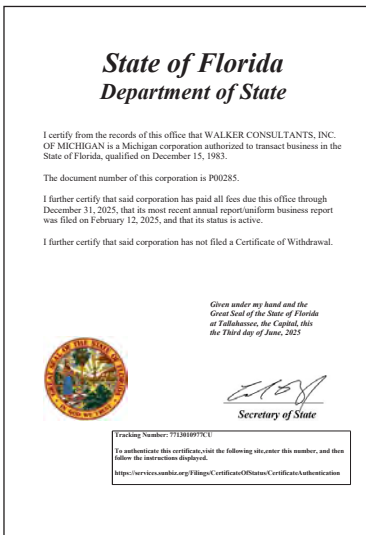 State of Florida
Department of State
I certify from the records of this office that WALKER CONSULTANTS, INC.
OF MICHIGAN is a Michigan corporation authorized to transact business in the
State of Florida, qualified on December 15, 1983.
The document number of this corporation is P00285.
I further certify that said corporation has paid all fees due this office through
December 31, 2025, that its most recent annual report/uniform business report
was filed on February 12, 2025, and that its status is active.
I further certify that said corporation has not filed a Certificate of Withdrawal.
Given under my hand and the
Great Seal of the State of Florida
at Tallahassee, the Capital, this
the Third day of June, 2025
Secretary of State
Tracking Number: 7713010977CU
To authenticate this certificate,visit the following site,enter this number, and then
follow the instructions displayed.
https://services.sunbiz.org/Filings/CertificateOfStatus/CertificateAuthentication